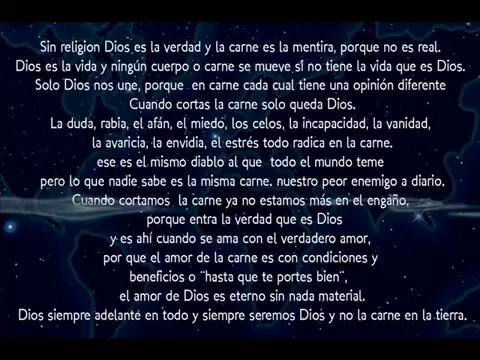 Sin religion Dios es la verdad y la carne es la mentira, porque no es real.
Dios es la vida y ningún cuerpo o carne se mueve sí no tiene la vida que es Dios.
Solo Dios nos une, porque en carne cada cual tiene una opinión diferente
Cuando cortas la carne solo queda Dios.
La duda, rabia, el afán, el miedo, los celos, la incapacidad, la vanidad,
la avaricia, la envidia, el estrés todo radica en la carne.
ese es el mismo diablo al que todo el mundo teme
pero lo que nadie sabe es la misma carne. nuestro peor enemigo a diario.
Cuando cortamos la carne ya no estamos más en el engaño,
porque entra la verdad que es Dios
y es ahí cuando se ama con el verdadero amor,
por que el amor de la carne es con condiciones y
beneficios o ¨hasta que te portes bien¨,
el amor de Dios es eterno sin nada material.
Dios siempre adelante en todo y siempre seremos Dios y no la carne en la tierra.